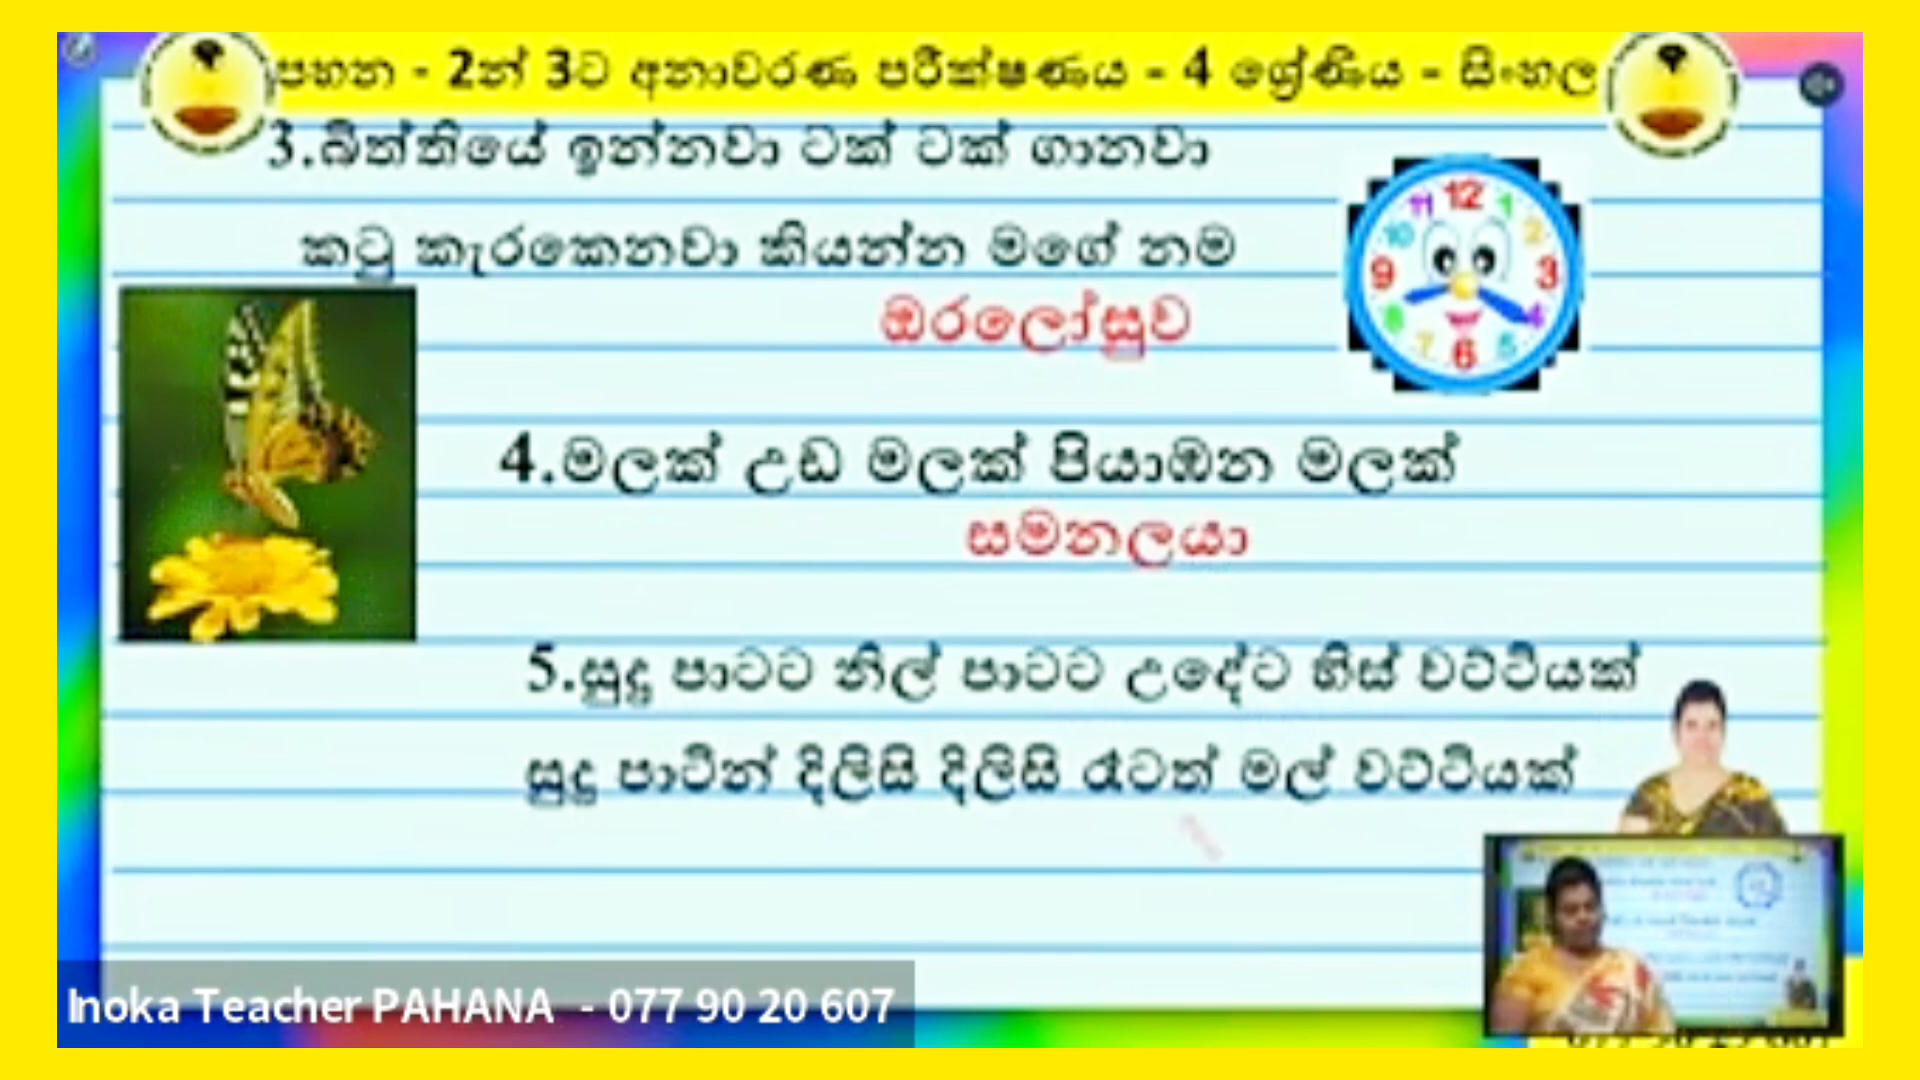 පහන - 2න් 3ට අනාවරණ පරීක්ෂණය - 4 ශ්‍රේණිය - සිංහල
3.බිත්තියේ ඉන්නවා ටක් ටක් ගානවා
කටු කැරකෙනවා කියන්න මගේ නම
ඔරලෝසුව
11 12 1
10 2
9 3
8 4
7 6 5
4.මලක් උඩ මලක් පියාඹන මලක්
සමනලයා
5.සුදු පාටට නිල් පාටට උදේට හිස් වට්ටියක්
සුදු පාටින් දිලිසි දිලිසි රෑටත් මල් වට්ටියක්
Inoka Teacher PAHANA - 077 90 20 607